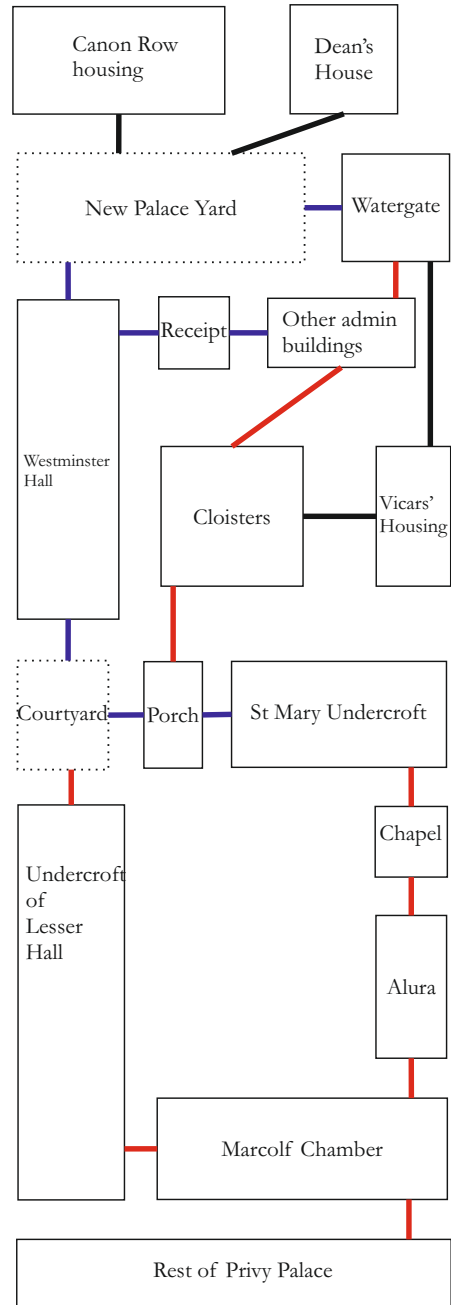 Canon Row
housing
Dean's
House
New Palace Yard
Watergate
Receipt
Other admin
buildings
Westminster
Hall
Cloisters
Vicars'
Housing
Courtyard
Porch
St Mary Undercroft
Chapel
Undercroft
of
Lesser
Hall
Alura
Marcolf Chamber
Rest of Privy Palace